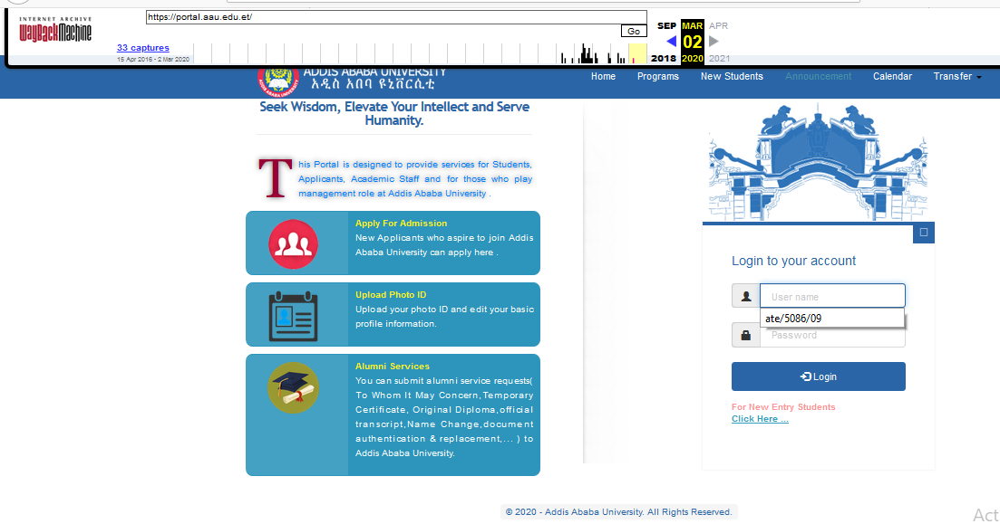 INTERNET ARCHIVE
WayBackMachine
https://portal.aau.edu.et/
Go
33 captures
15 Apr 2016 - 2 Mar 2020
SEP MAR APR
02
2018 2020 2021
ADDIS ABABA UNIVERSITY
አዲስ አበባ ዩኒቨርሲቲ
Home Programs New Students Announcement Calendar Transfer
Seek Wisdom, Elevate Your Intellect and Serve
Humanity.
This Portal is designed to provide services for Students,
Applicants, Academic Staff and for those who play
management role at Addis Ababa University .
Apply For Admission
New Applicants who aspire to join Addis
Ababa University can apply here .
Upload Photo ID
Upload your photo ID and edit your basic
profile information.
Alumni Services
You can submit alumni service requests(
To Whom It May Concern,Temporary
Certificate, Original Diploma,official
transcript,Name Change,document
authentication & replacement,... ) to
Addis Ababa University.
Login to your account
User name
ate/5086/09
Password
Login
For New Entry Students
Click Here ...
© 2020 - Addis Ababa University. All Rights Reserved.
Act